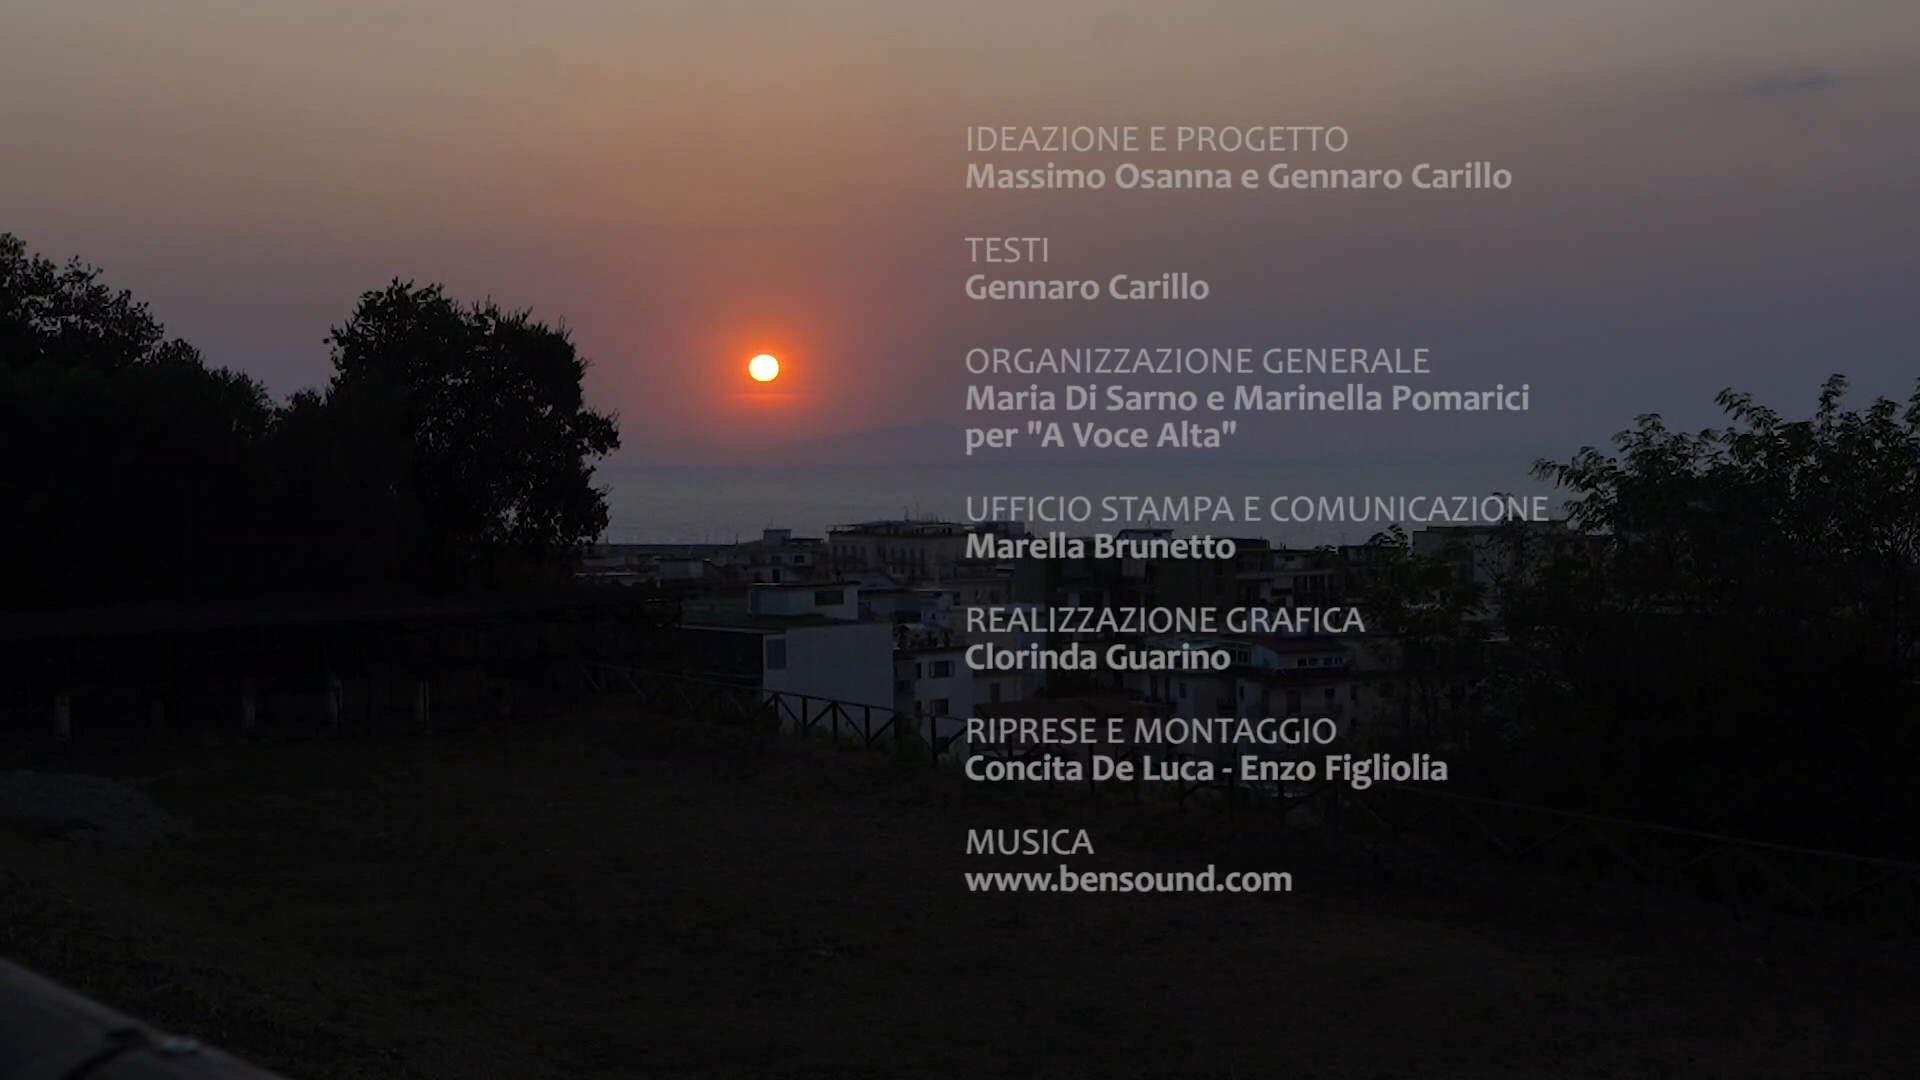 IDEAZIONE E PROGETTO
Massimo Osanna e Gennaro Carillo
TESTI
Gennaro Carillo
ORGANIZZAZIONE GENERALE
Maria Di Sarno e Marinella Pomarici
per "A Voce Alta"
UFFICIO STAMPA E COMUNICAZIONE
Marella Brunetto
REALIZZAZIONE GRAFICA
Clorinda Guarino
RIPRESE E MONTAGGIO
Concita De Luca - Enzo Figliolia
MUSICA
www.bensound.com